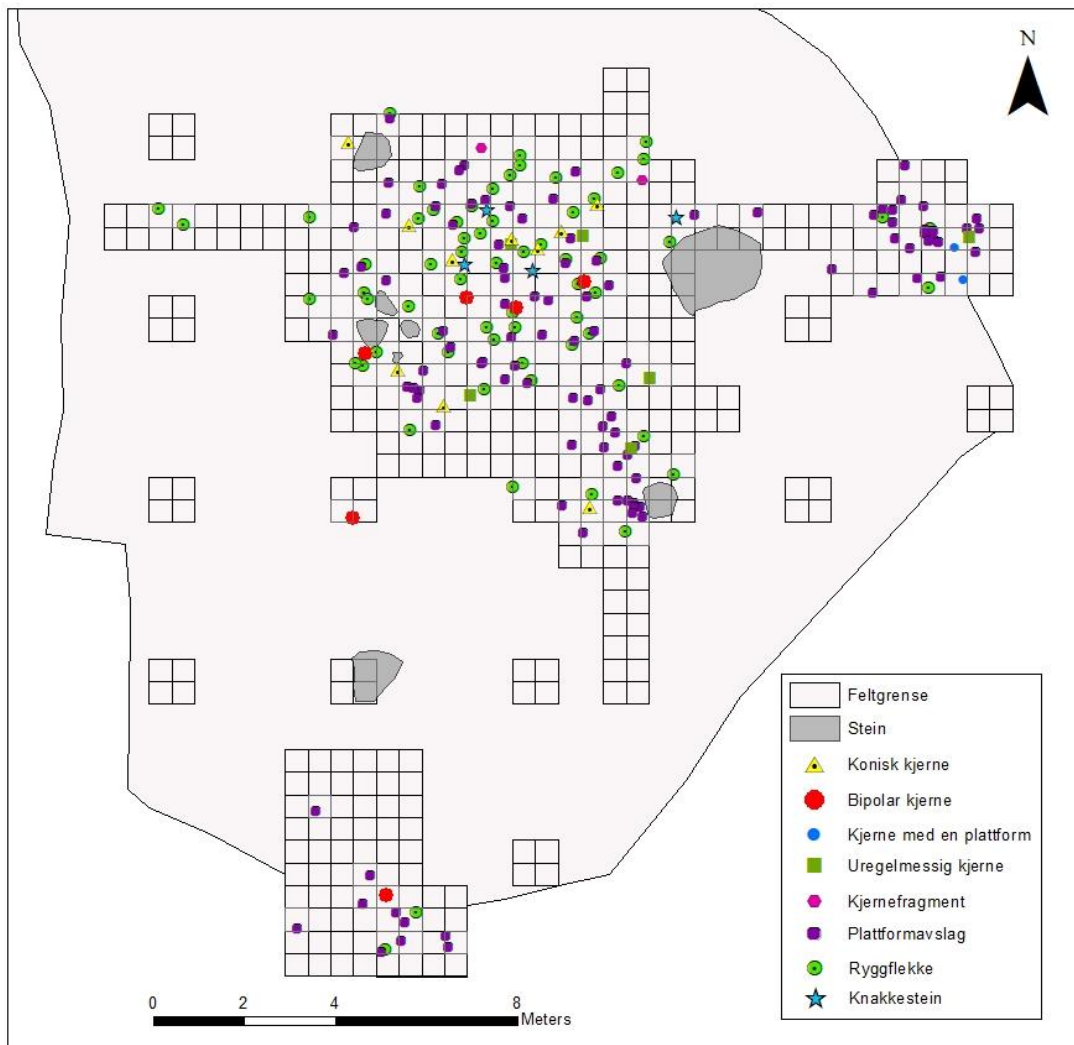 N
Feltgrense
Stein
Konisk kjerne
Bipolar kjerne
Kjerne med en plattform
Uregelmessig kjerne
Kjernefragment
Plattformavslag
Ryggflekke
Knakkestein
0 2 4 8
Meters